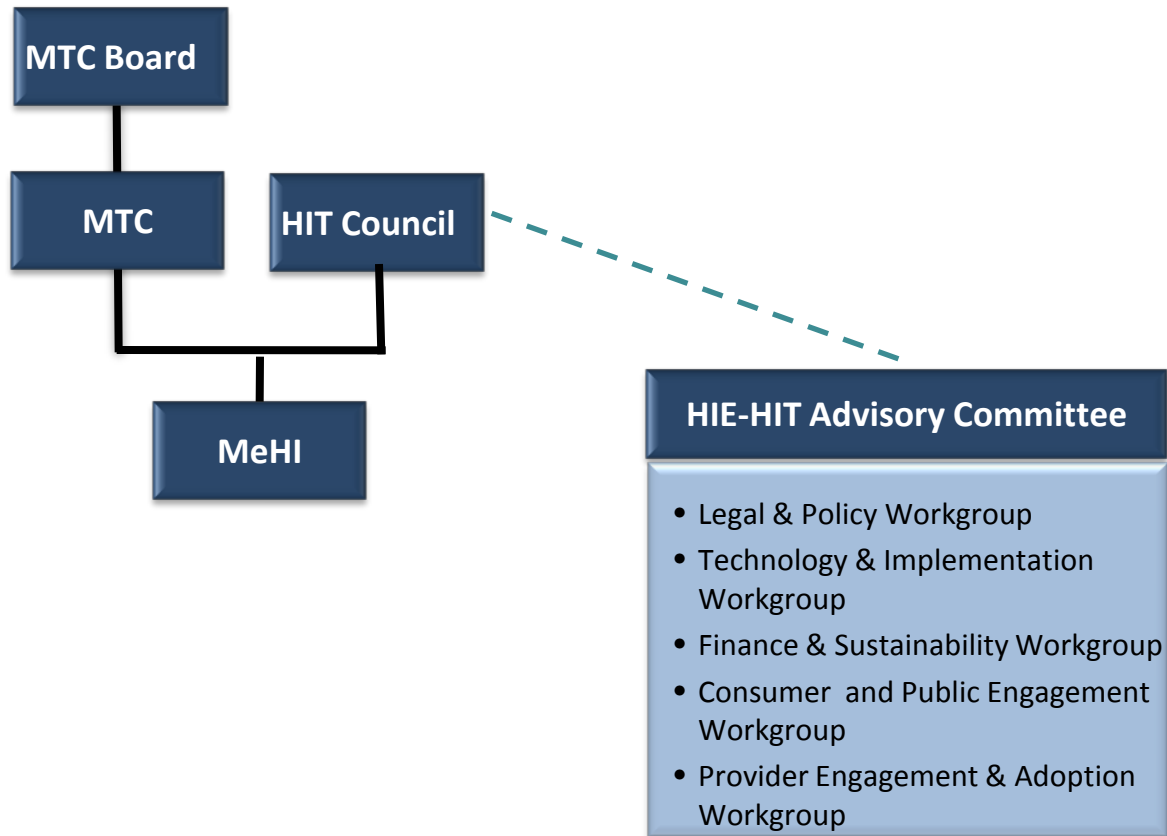 MTC Board
MTC
HIT Council
MeHI
HIE-HIT Advisory Committee
• Legal & Policy Workgroup
• Technology & Implementation
Workgroup
• Finance & Sustainability Workgroup
• Consumer and Public Engagement
Workgroup
• Provider Engagement & Adoption
Workgroup